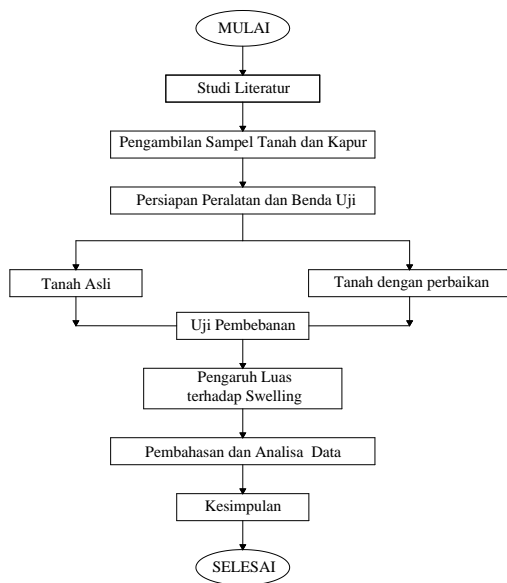 MULAI
Studi Literatur
Pengambilan Sampel Tanah dan Kapur
Persiapan Peralatan dan Benda Uji
Tanah Asli
Tanah dengan perbaikan
Uji Pembebanan
Pengaruh Luas
terhadap Swelling
Pembahasan dan Analisa Data
Kesimpulan
SELESAI